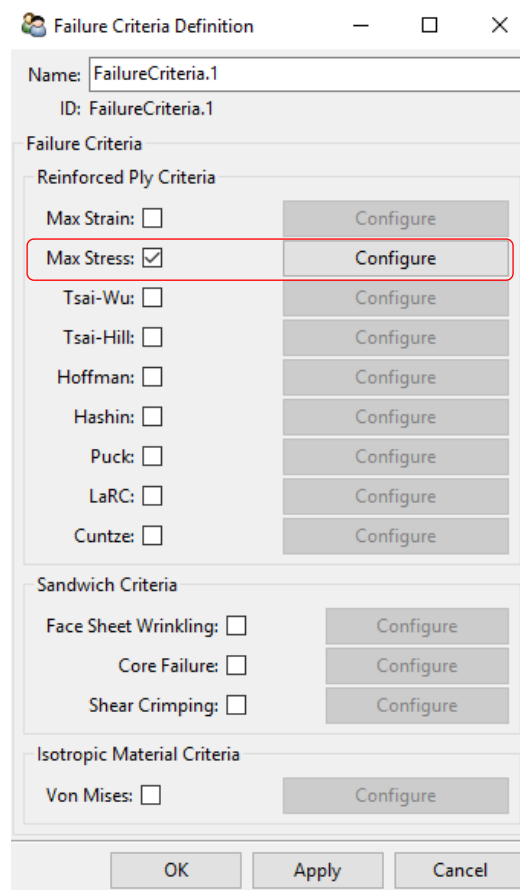 Failure Criteria Definition
Name: FailureCriteria.1
ID: FailureCriteria.1
Failure Criteria
Reinforced Ply Criteria
Max Strain: Configure
Max Stress: Configure
Tsai-Wu: Configure
Tsai-Hill: Configure
Hoffman: Configure
Hashin: Configure
Puck: Configure
LaRC: Configure
Cuntze: Configure
Sandwich Criteria
Face Sheet Wrinkling: Configure
Core Failure: Configure
Shear Crimping: Configure
Isotropic Material Criteria
Von Mises: Configure
OK Apply Cancel